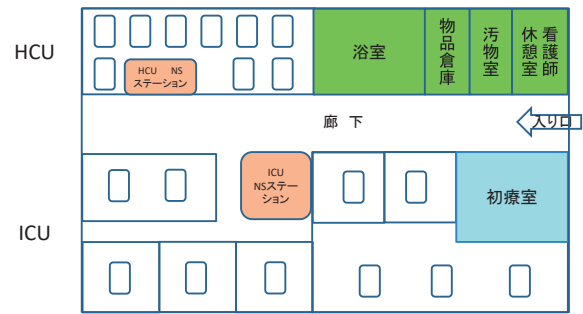 HCU
HCU NS
ステーション
浴室
物品倉庫
汚物室
看護師
休憩室
廊 下
入り口
ICU
ICU
NSステー
ション
初療室